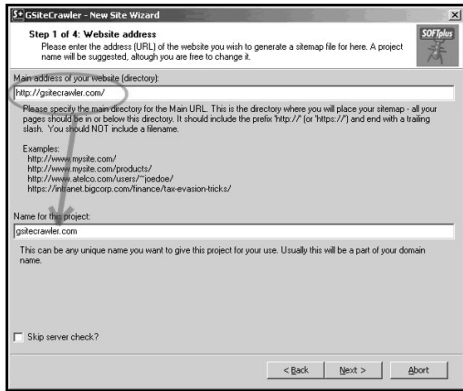 GSiteCrawler - New Site Wizard
Step 1 of 4: Website address
Please enter the address (URL) of the website you wish to generate a sitemap file for here. A project
name will be suggested, altough you are free to change it.
SOFTplus
Main address of your website (directory):
http://gsitecrawler.com/
Please specify the main directory for the Main URL. This is the directory where you will place your sitemap - all your
pages should be in or below this directory. It should include the prefix 'http://' (or 'https://') and end with a trailing
slash. You should NOT include a filename.
Examples:
http://www.mysite.com/
http://www.mysite.com/products/
http://www.atelco.com/users/~joedoe/
https://intranet.bigcorp.com/finance/tax-evasion-tricks/
Name for this project:
gsitecrawler.com
This can be any unique name you want to give this project for your use. Usually this will be a part of your domain
name.
Skip server check?
< Back Next > Abort